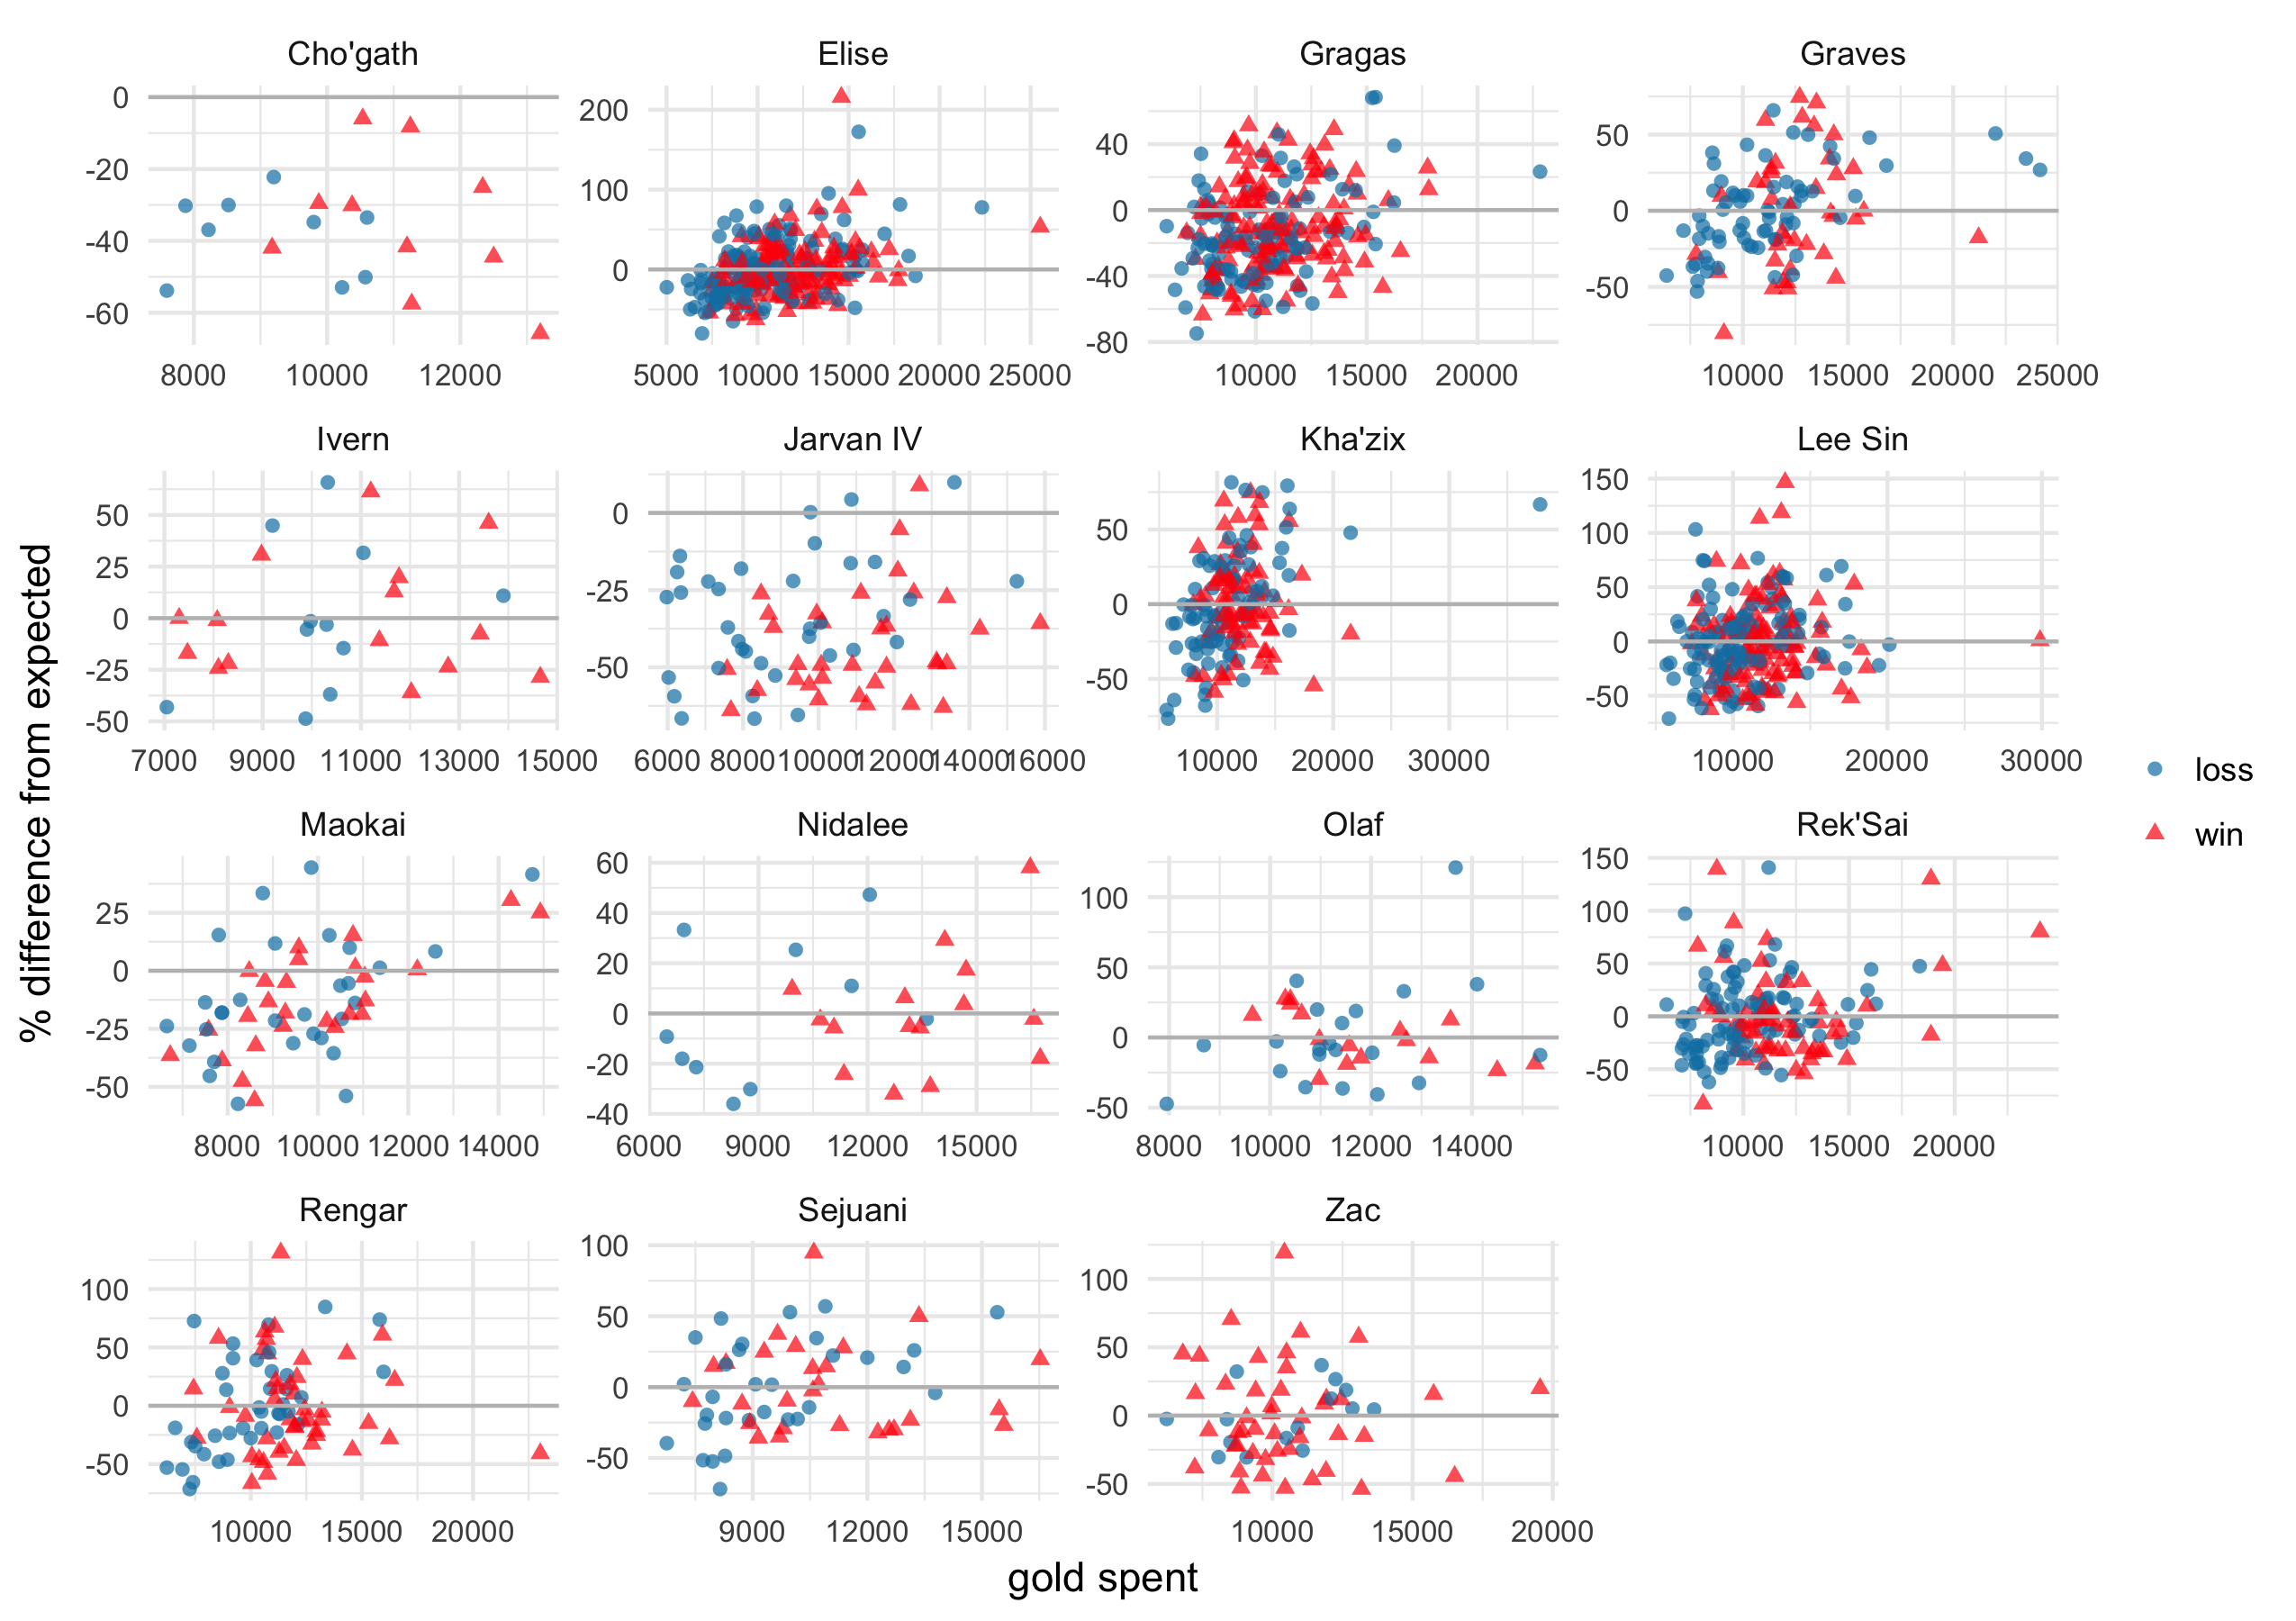 Cho'gath Elise Gragas Graves
0
-20
-40
-60
200
100
0
40
0
-40
-80
50
0
-50
8000 10000 12000
5000 10000 15000 20000 25000
10000 15000 20000
10000 15000 20000 25000
Ivern Jarvan IV Kha'zix Lee Sin
50
25
0
-25
-50
0
-25
-50
50
0
-50
150
100
50
0
-50
7000 9000 11000 13000 15000
6000 8000 10000 12000 14000 16000
10000 20000 30000
10000 20000 30000
Maokai Nidalee Olaf Rek'Sai
25
0
-25
-50
60
40
20
0
-20
-40
100
50
0
-50
150
100
50
0
-50
8000 10000 12000 14000
6000 9000 12000 15000
8000 10000 12000 14000
10000 15000 20000
Rengar Sejuani Zac
100
50
0
-50
100
50
0
-50
100
50
0
-50
10000 15000 20000
9000 12000 15000
10000 15000 20000
gold spent
% difference from expected
loss
win